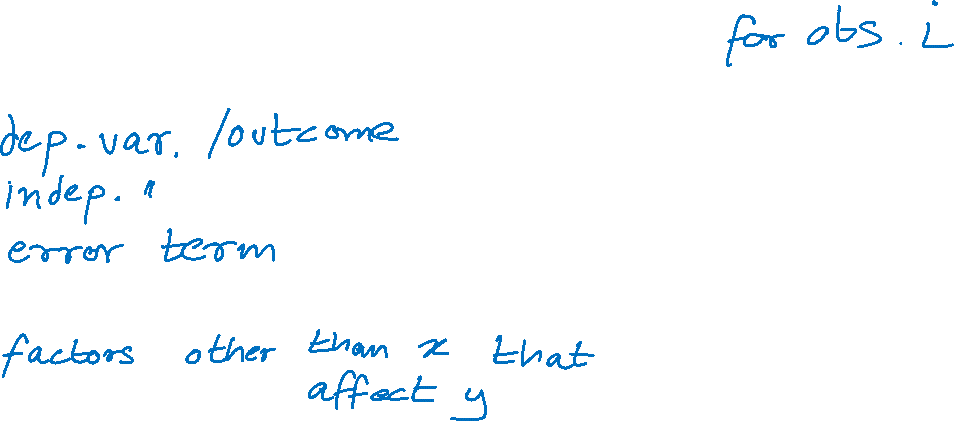 for obs. i
dep. var. /outcome
indep. "
error term
factors other than x that
affect y